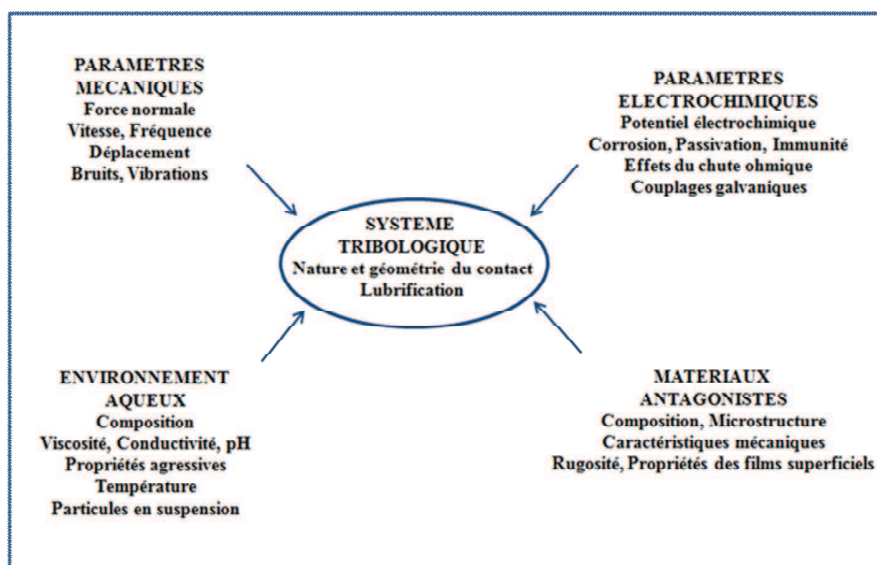 PARAMETRES
MECANIQUES
Force normale
Vitesse, Fréquence
Déplacement
Bruits, Vibrations
PARAMETRES
ELECTROCHIMIQUES
Potentiel électrochimique
Corrosion, Passivation, Immunité
Effets du chute ohmique
Couplages galvaniques
SYSTEME
TRIBOLOGIQUE
Nature et géométrie du contact
Lubrification
ENVIRONNEMENT
AQUEUX
Composition
Viscosité, Conductivité, pH
Propriétés agressives
Température
Particules en suspension
MATERIAUX
ANTAGONISTES
Composition, Microstructure
Caractéristiques mécaniques
Rugosité, Propriétés des films superficiels